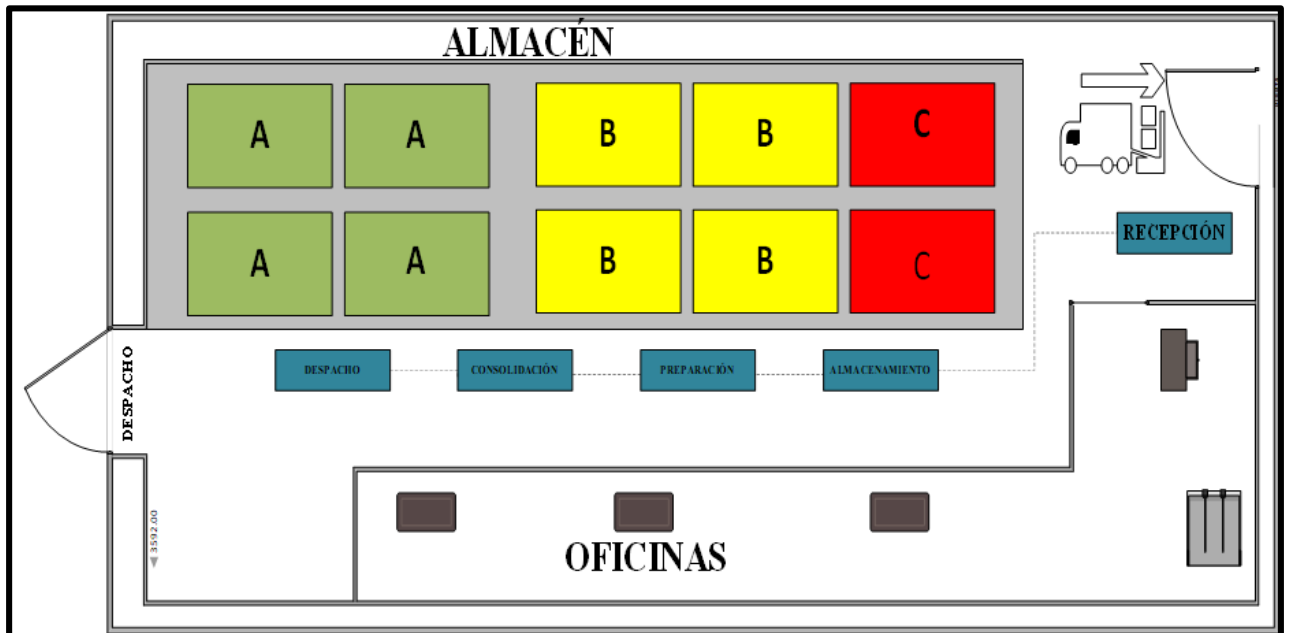 ALMACÉN
A
A
B
B
C
A
A
B
B
C
RECEPCIÓN
DESPACHO
DESPACHO
CONSOLIDACIÓN
PREPARACIÓN
ALMACENAMIENTO
3592.00
OFICINAS